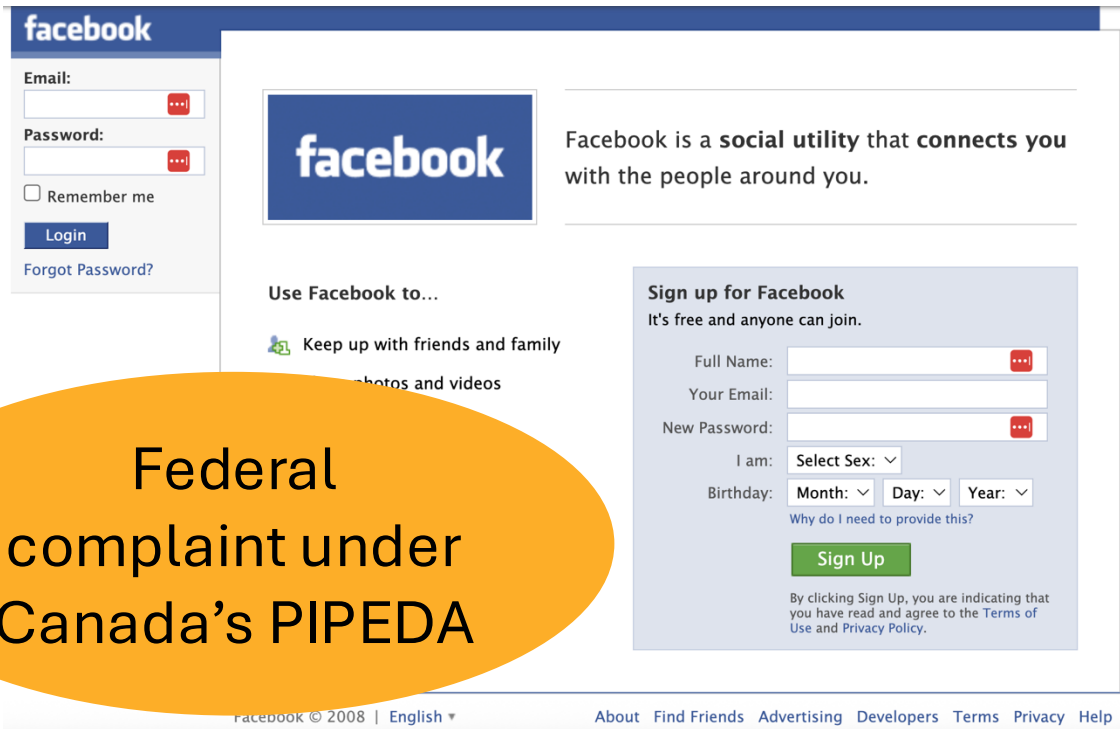 facebook
Email:
Password:
Remember me
Login
Forgot Password?
facebook
Facebook is a social utility that connects you
with the people around you.
Use Facebook to...
Keep up with friends and family
photos and videos
Sign up for Facebook
It's free and anyone can join.
Full Name:
Your Email:
New Password:
I am: Select Sex:
Birthday: Month: Day: Year:
Why do I need to provide this?
Sign Up
By clicking Sign Up, you are indicating that
you have read and agree to the Terms of
Use and Privacy Policy.
Federal
complaint under
Canada’s PIPEDA
Facebook © 2008 | English
About Find Friends Advertising Developers Terms Privacy Help